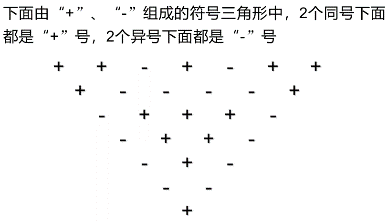 下面由“+”、“-”组成的符号三角形中，2个同号下面
都是“+”号，2个异号下面都是“-”号
+ + - + - + +
+ - - - - +
- + + + -
- + + -
- + -
- -
+